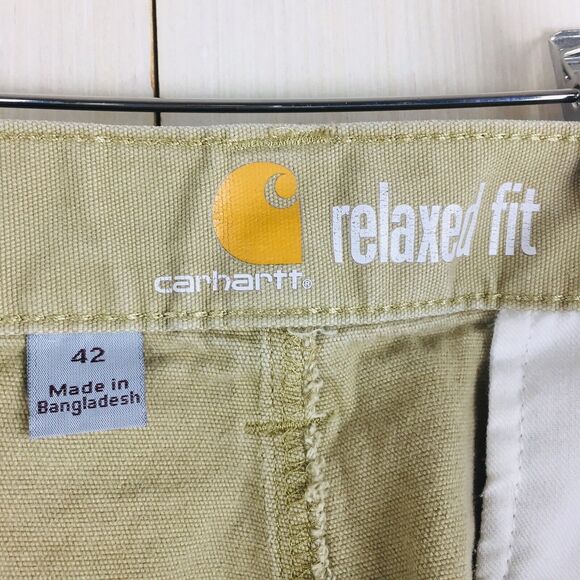 relaxed fit
carhartt®
42
Made in
Bangladesh